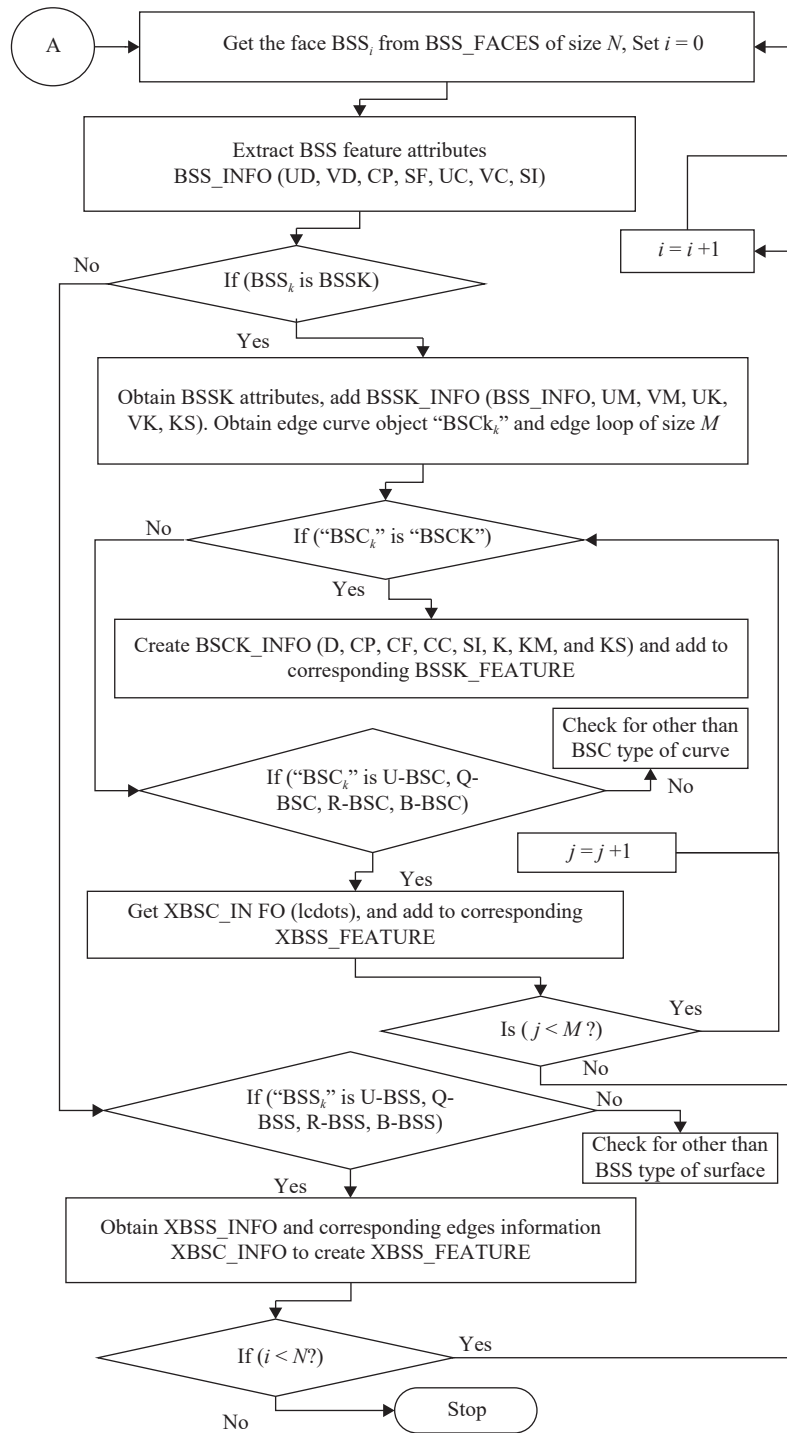 A
Get the face BSSᵢ from BSS_FACES of size N, Set i = 0
Extract BSS feature attributes
BSS_INFO (UD, VD, CP, SF, UC, VC, SI)
i = i +1
No
If (BSSₖ is BSSK)
Yes
Obtain BSSK attributes, add BSSK_INFO (BSS_INFO, UM, VM, UK,
VK, KS). Obtain edge curve object “BSCkₖ” and edge loop of size M
No
If (“BSCₖ” is “BSCK”)
Yes
Create BSCK_INFO (D, CP, CF, CC, SI, K, KM, and KS) and add to
corresponding BSSK_FEATURE
Check for other than
BSC type of curve
If (“BSCₖ” is U-BSC, Q-
BSC, R-BSC, B-BSC)
No
j = j +1
Yes
Get XBSC_IN FO (lcdots), and add to corresponding
XBSS_FEATURE
Yes
Is ( j < M ?)
No
If (“BSSₖ” is U-BSS, Q-
BSS, R-BSS, B-BSS)
No
Check for other than
BSS type of surface
Yes
Obtain XBSS_INFO and corresponding edges information
XBSC_INFO to create XBSS_FEATURE
If (i < N?)
Yes
No
Stop